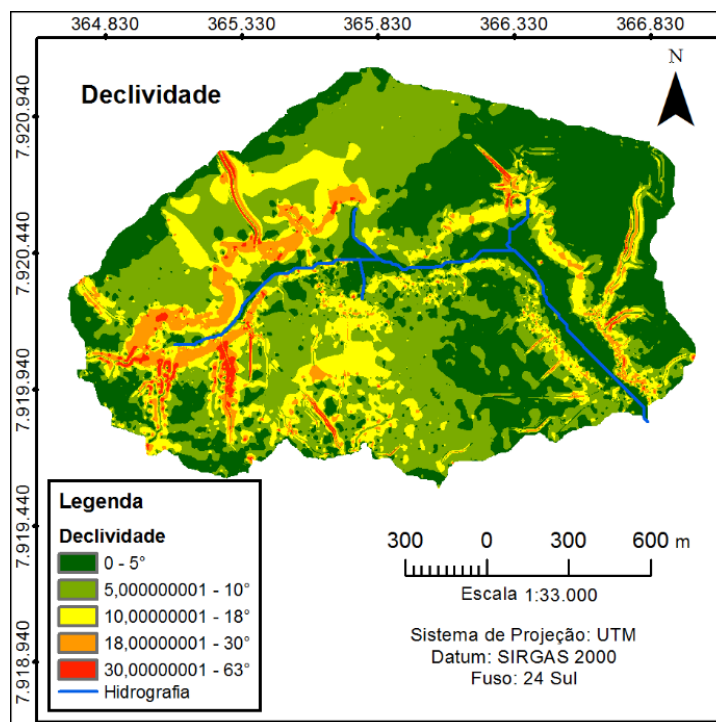 364.830 365.330 365.830 366.330 366.830
Declividade
N
7.920.940
7.920.440
7.919.940
7.919.440
7.918.940
Legenda
Declividade
0 - 5°
5,000000001 - 10°
10,00000001 - 18°
18,00000001 - 30°
30,00000001 - 63°
Hidrografia
300 0 300 600 m
Escala 1:33.000
Sistema de Projeção: UTM
Datum: SIRGAS 2000
Fuso: 24 Sul